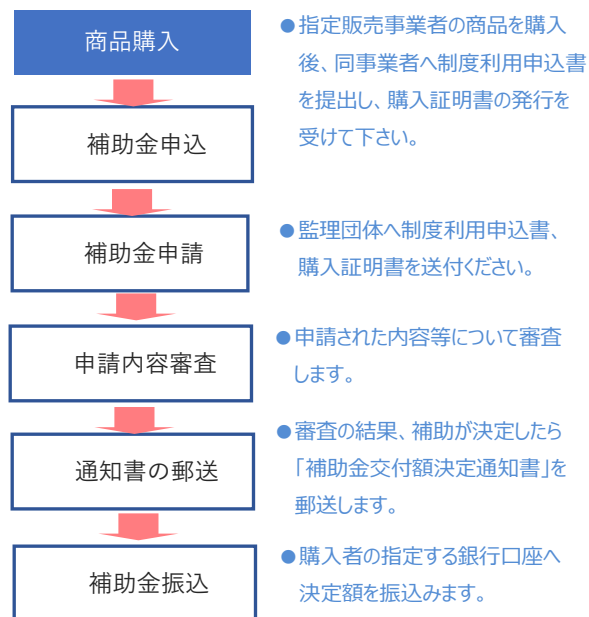 商品購入
●指定販売事業者の商品を購入
後、同事業者へ制度利用申込書
を提出し、購入証明書の発行を
受けて下さい。
補助金申込
補助金申請
●監理団体へ制度利用申込書、
購入証明書を送付ください。
申請内容審査
●申請された内容等について審査
します。
通知書の郵送
●審査の結果、補助が決定したら
「補助金交付額決定通知書」を
郵送します。
補助金振込
●購入者の指定する銀行口座へ
決定額を振込みます。